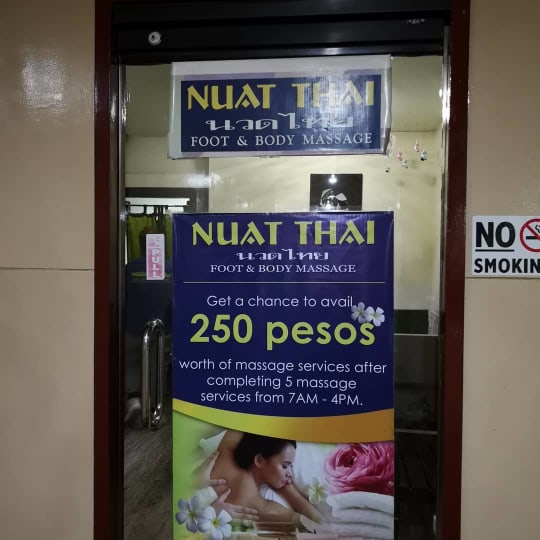 NUAT THAI
นวดไทย
FOOT & BODY MASSAGE
NUAT THAI
นวดไทย
FOOT & BODY MASSAGE
Get a chance to avail
250 pesos
worth of massage services after
completing 5 massage
services from 7AM - 4PM.
PULL
NO
SMOKIN